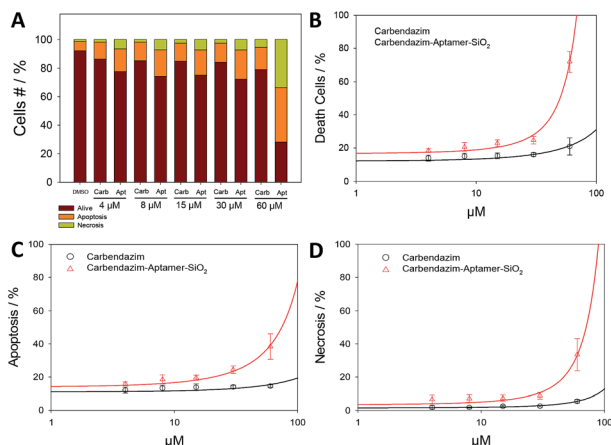 A
Cells # / %
100
80
60
40
20
0
DMSO Carb Apt Carb Apt Carb Apt Carb Apt Carb Apt
4 µM 8 µM 15 µM 30 µM 60 µM
Alive
Apoptosis
Necrosis
B
Death Cells / %
100
80
60
40
20
0
Carbendazim
Carbendazim-Aptamer-SiO₂
1 10 100
µM
C
Apoptosis / %
100
80
60
40
20
0
Carbendazim
Carbendazim-Aptamer-SiO₂
10 100
µM
D
Necrosis / %
100
80
60
40
20
0
Carbendazim
Carbendazim-Aptamer-SiO₂
1 10 100
µM